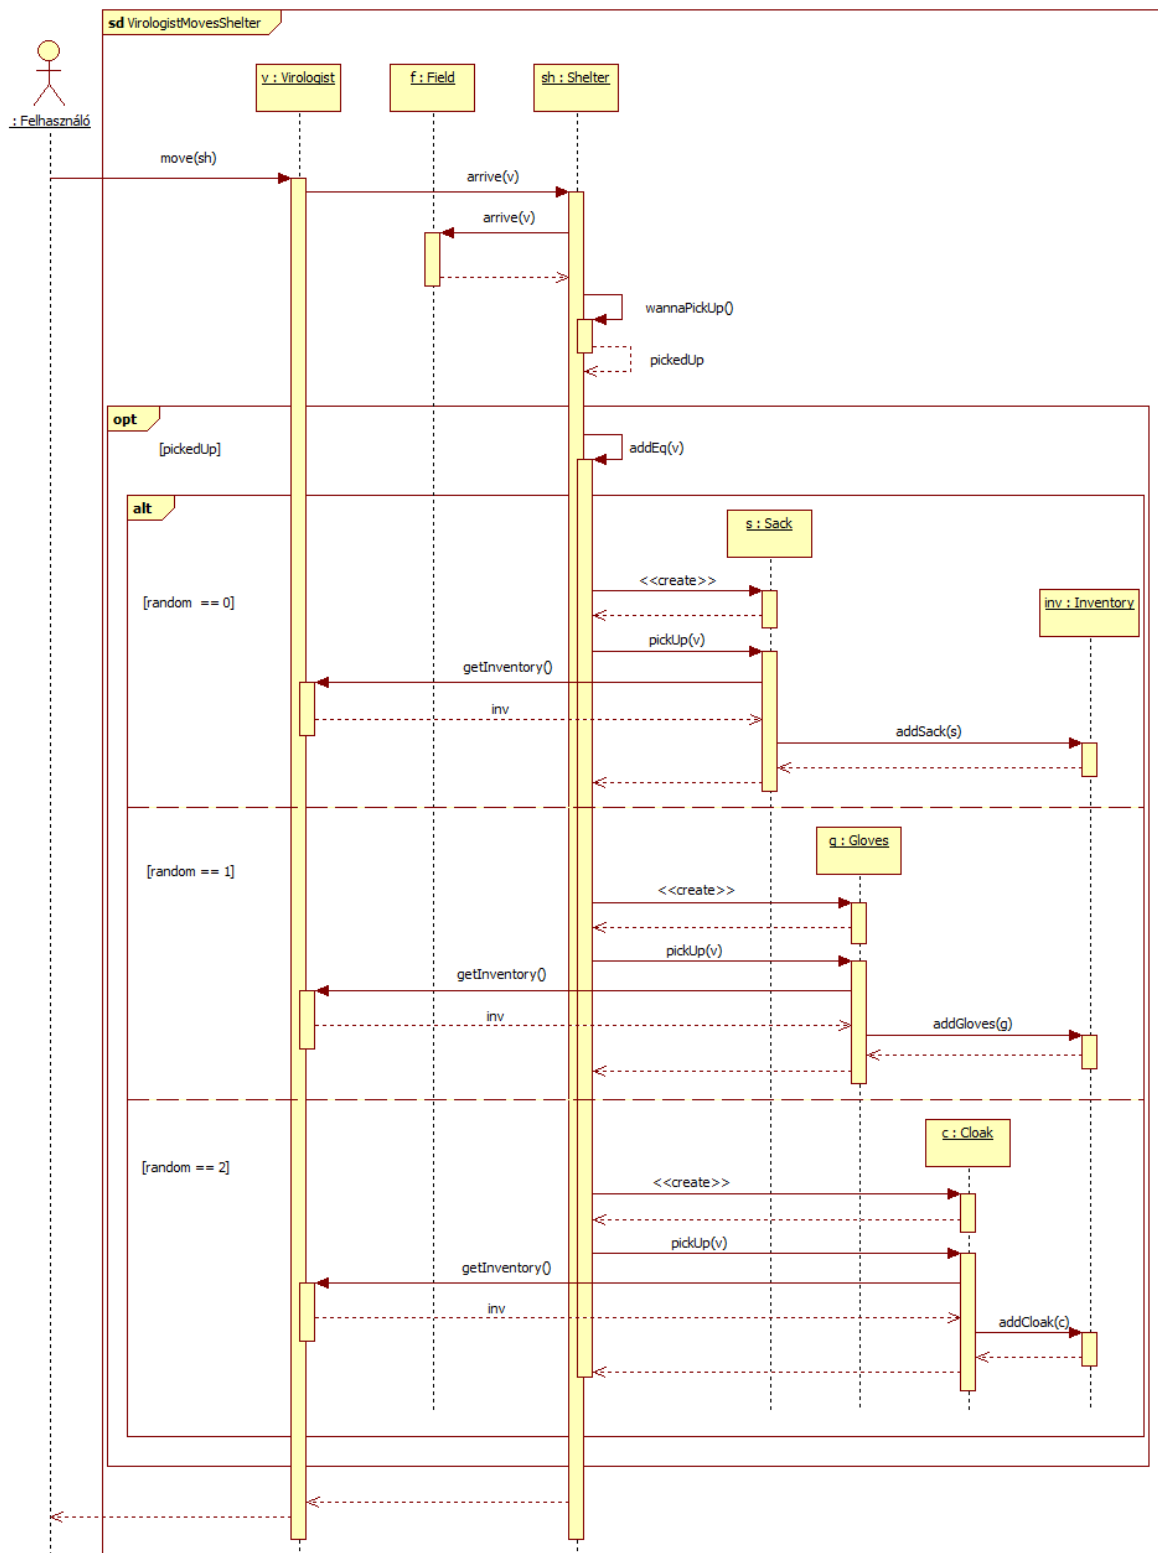 sd VirologistMovesShelter
: Felhasználó
v : Virologist
f : Field
sh : Shelter
move(sh)
arrive(v)
arrive(v)
wannaPickUp()
pickedUp
opt
[pickedUp]
addEq(v)
alt
s : Sack
<<create>>
[random == 0]
inv : Inventory
pickUp(v)
getInventory()
inv
addSack(s)
g : Gloves
[random == 1]
<<create>>
pickUp(v)
getInventory()
inv
addGloves(g)
c : Cloak
[random == 2]
<<create>>
pickUp(v)
getInventory()
inv
addCloak(c)